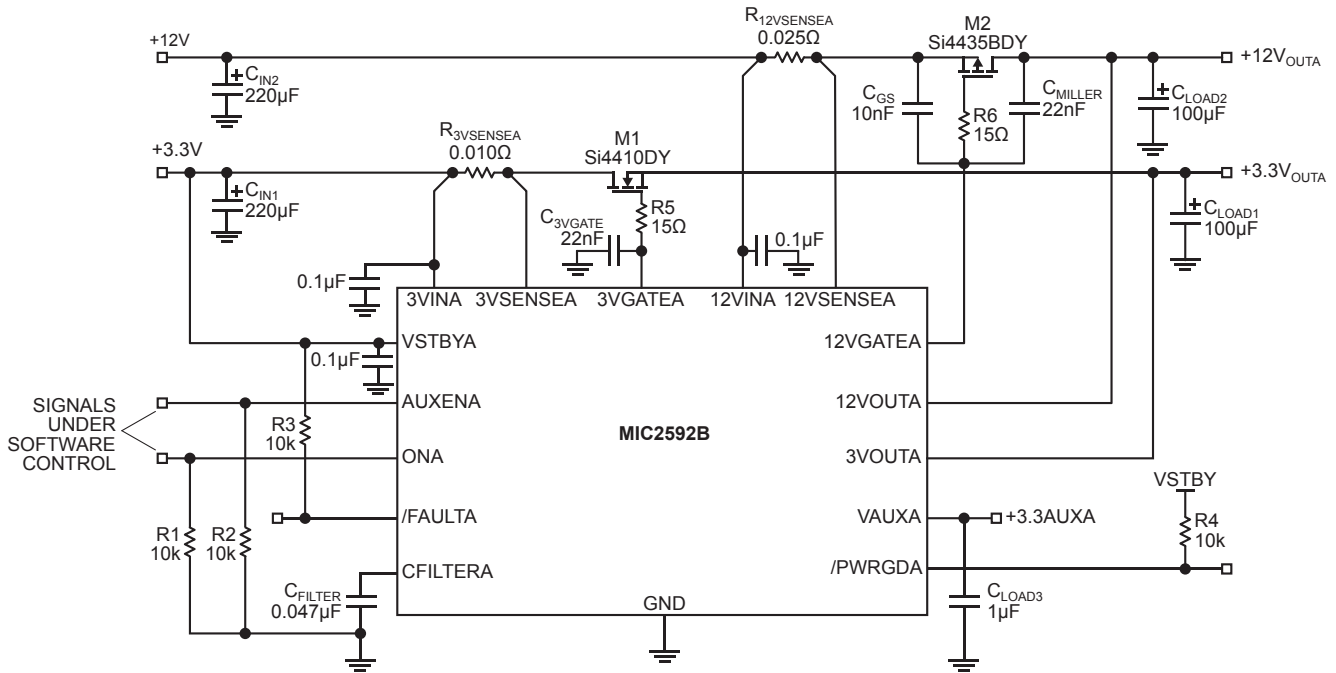 R12VSENSEA
0.025Ω
M2
Si4435BDY
+12V
+12VOUTA
+
CIN2
220µF
CGS
10nF
R6
15Ω
CMILLER
22nF
+
CLOAD2
100µF
R3VSENSEA
0.010Ω
M1
Si4410DY
+3.3V
+3.3VOUTA
+
CIN1
220µF
C3VGATE
22nF
R5
15Ω
0.1µF
+
CLOAD1
100µF
0.1µF
3VINA
3VSENSEA
3VGATEA
12VINA
12VSENSEA
VSTBYA
12VGATEA
0.1µF
SIGNALS
UNDER
SOFTWARE
CONTROL
AUXENA
12VOUTA
R3
10k
MIC2592B
ONA
3VOUTA
VSTBY
/FAULTA
VAUXA
+3.3AUXA
R4
10k
R1
10k
R2
10k
CFILTERA
/PWRGDA
CFILTER
0.047µF
GND
CLOAD3
1µF